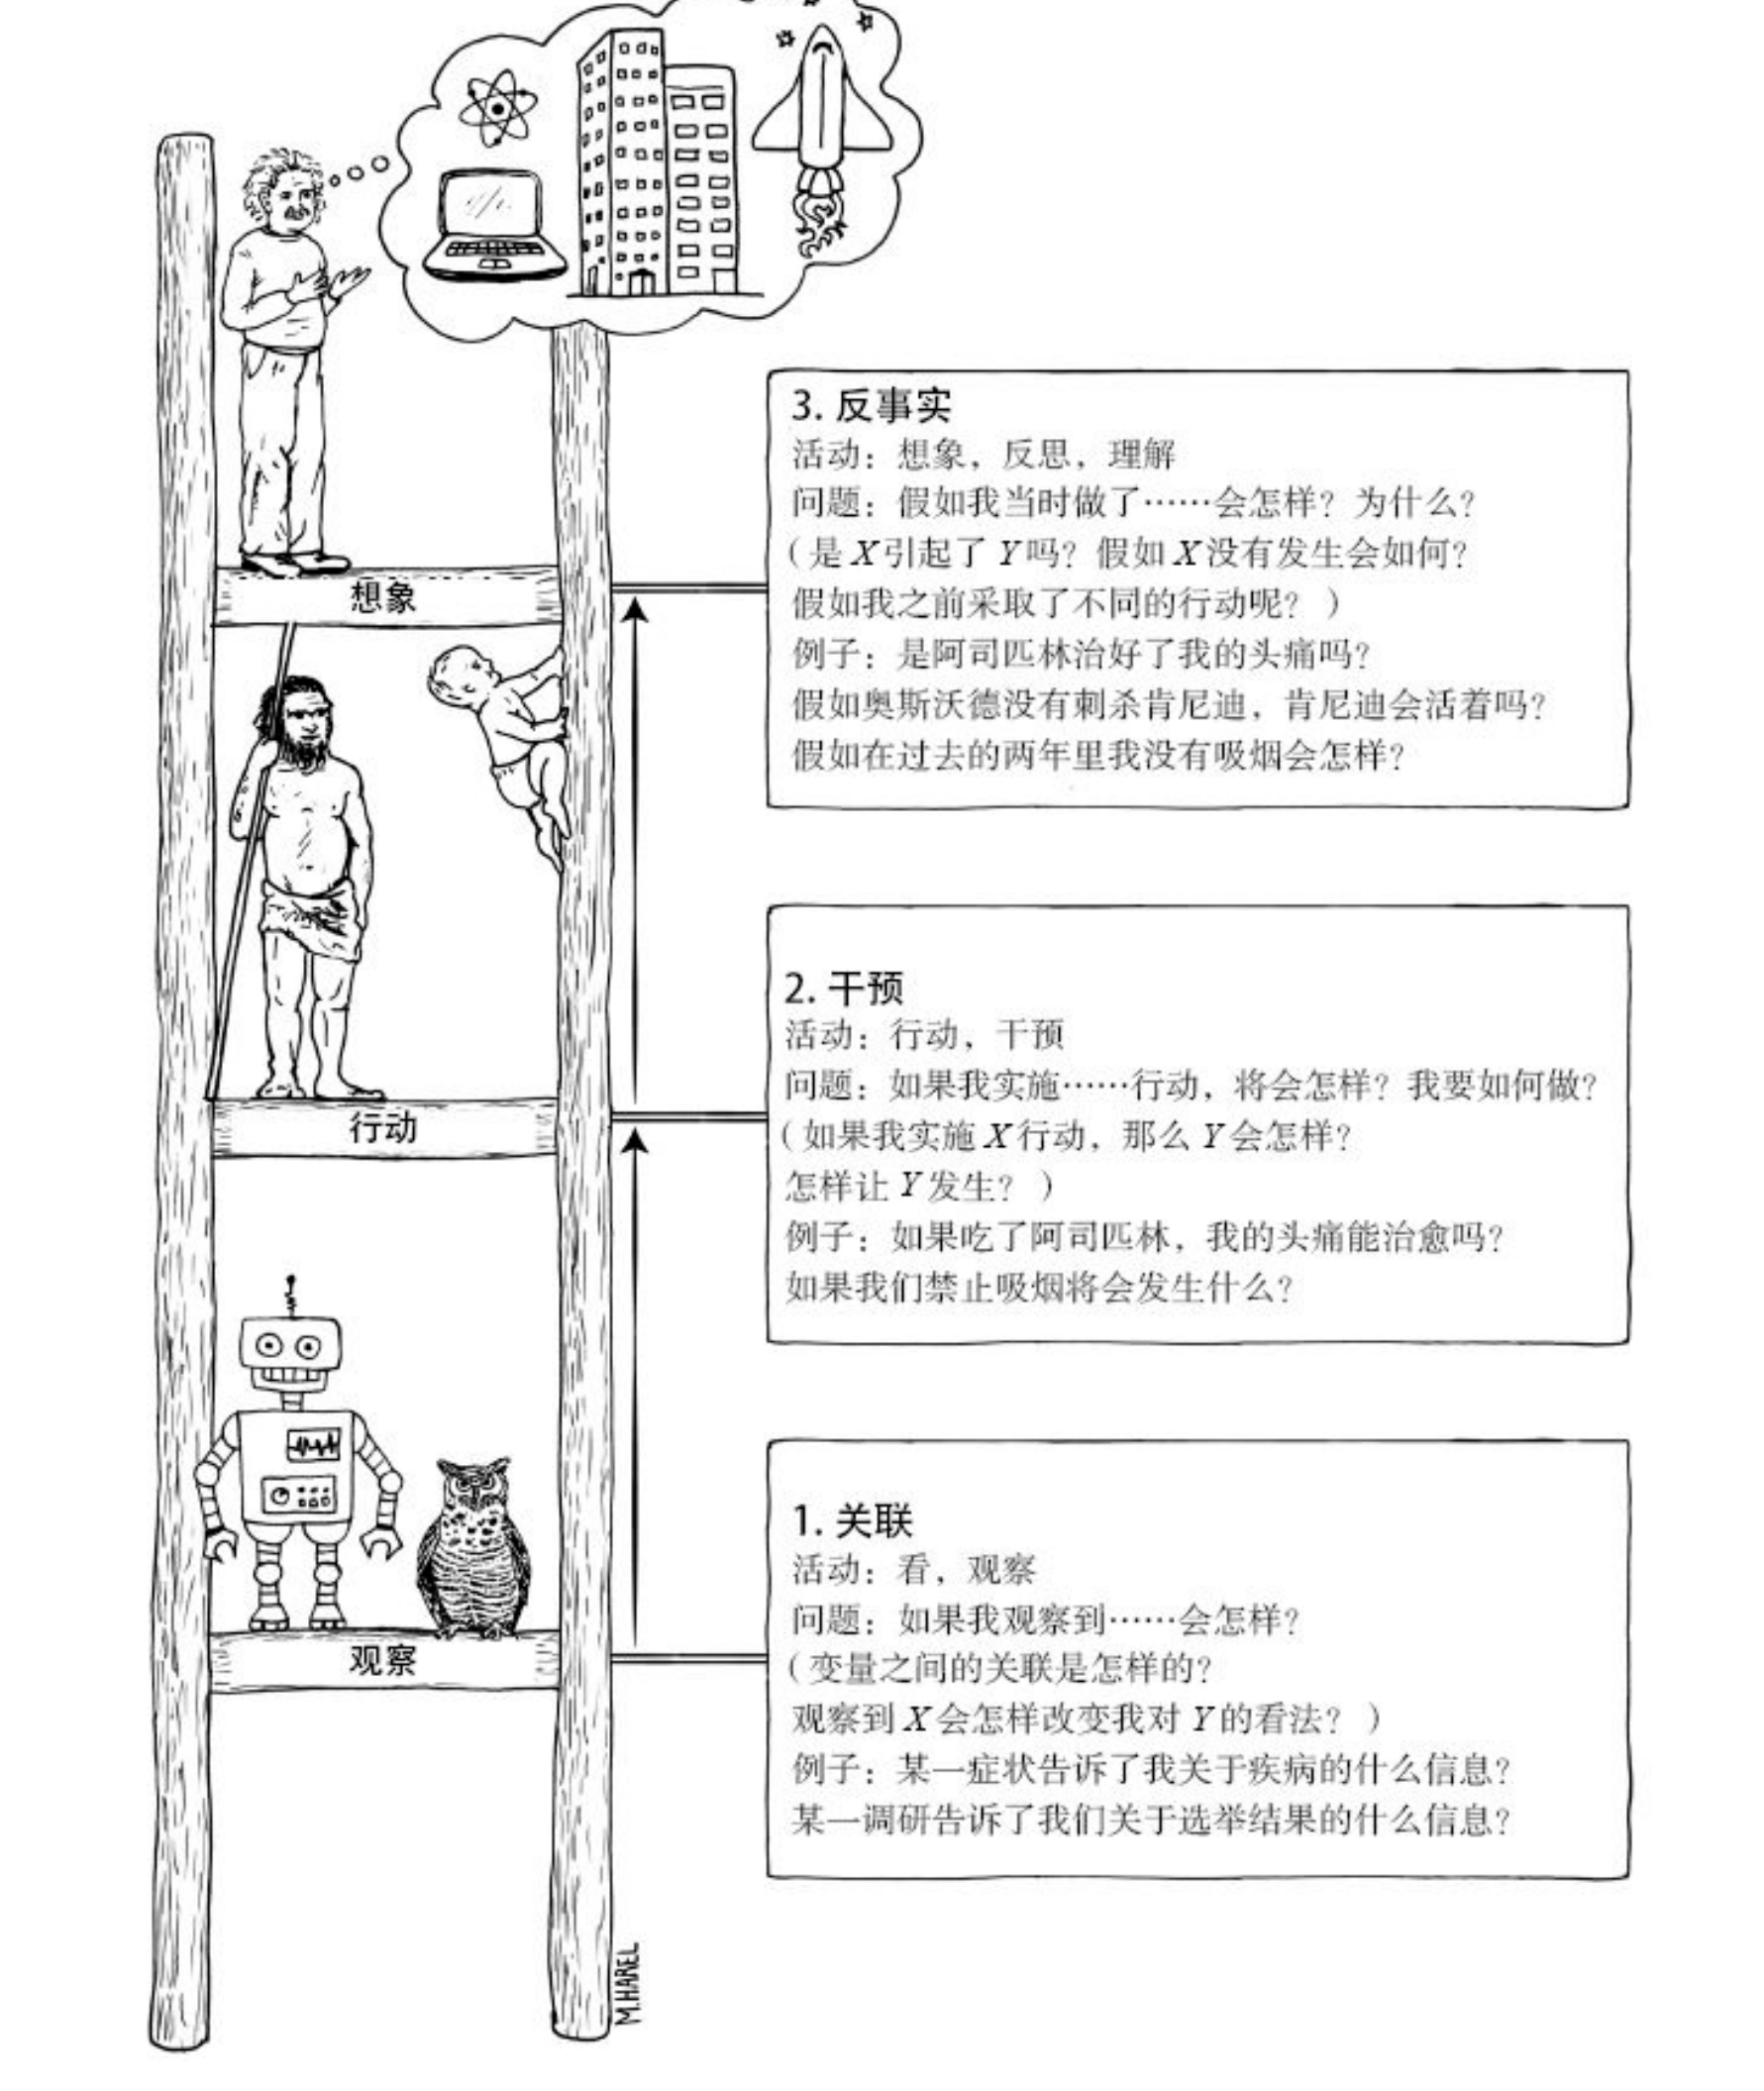 3. 反事实
活动：想象，反思，理解
问题：假如我当时做了……会怎样？为什么？
（是X引起了Y吗？假如X没有发生会如何？
假如我之前采取了不同的行动呢？）
例子：是阿司匹林治好了我的头痛吗？
假如奥斯沃德没有刺杀肯尼迪，肯尼迪会活着吗？
假如在过去的两年里我没有吸烟会怎样？
想象
2. 干预
活动：行动，干预
问题：如果我实施……行动，将会怎样？我要如何做？
（如果我实施X行动，那么Y会怎样？
怎样让Y发生？）
例子：如果吃了阿司匹林，我的头痛能治愈吗？
如果我们禁止吸烟将会发生什么？
行动
1. 关联
活动：看，观察
问题：如果我观察到……会怎样？
（变量之间的关联是怎样的？
观察到X会怎样改变我对Y的看法？）
例子：某一症状告诉了我关于疾病的什么信息？
某一调研告诉了我们关于选举结果的什么信息？
观察
M.HAREL